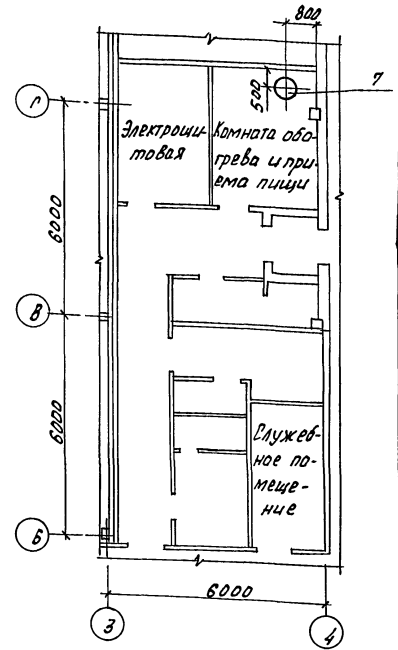 800
7
500
Г
Электрощи-
товая
Комната обо-
грева и при-
ема пищи
6000
В
6000
Служеб-
ное по-
меще-
ние
Б
6000
3
4